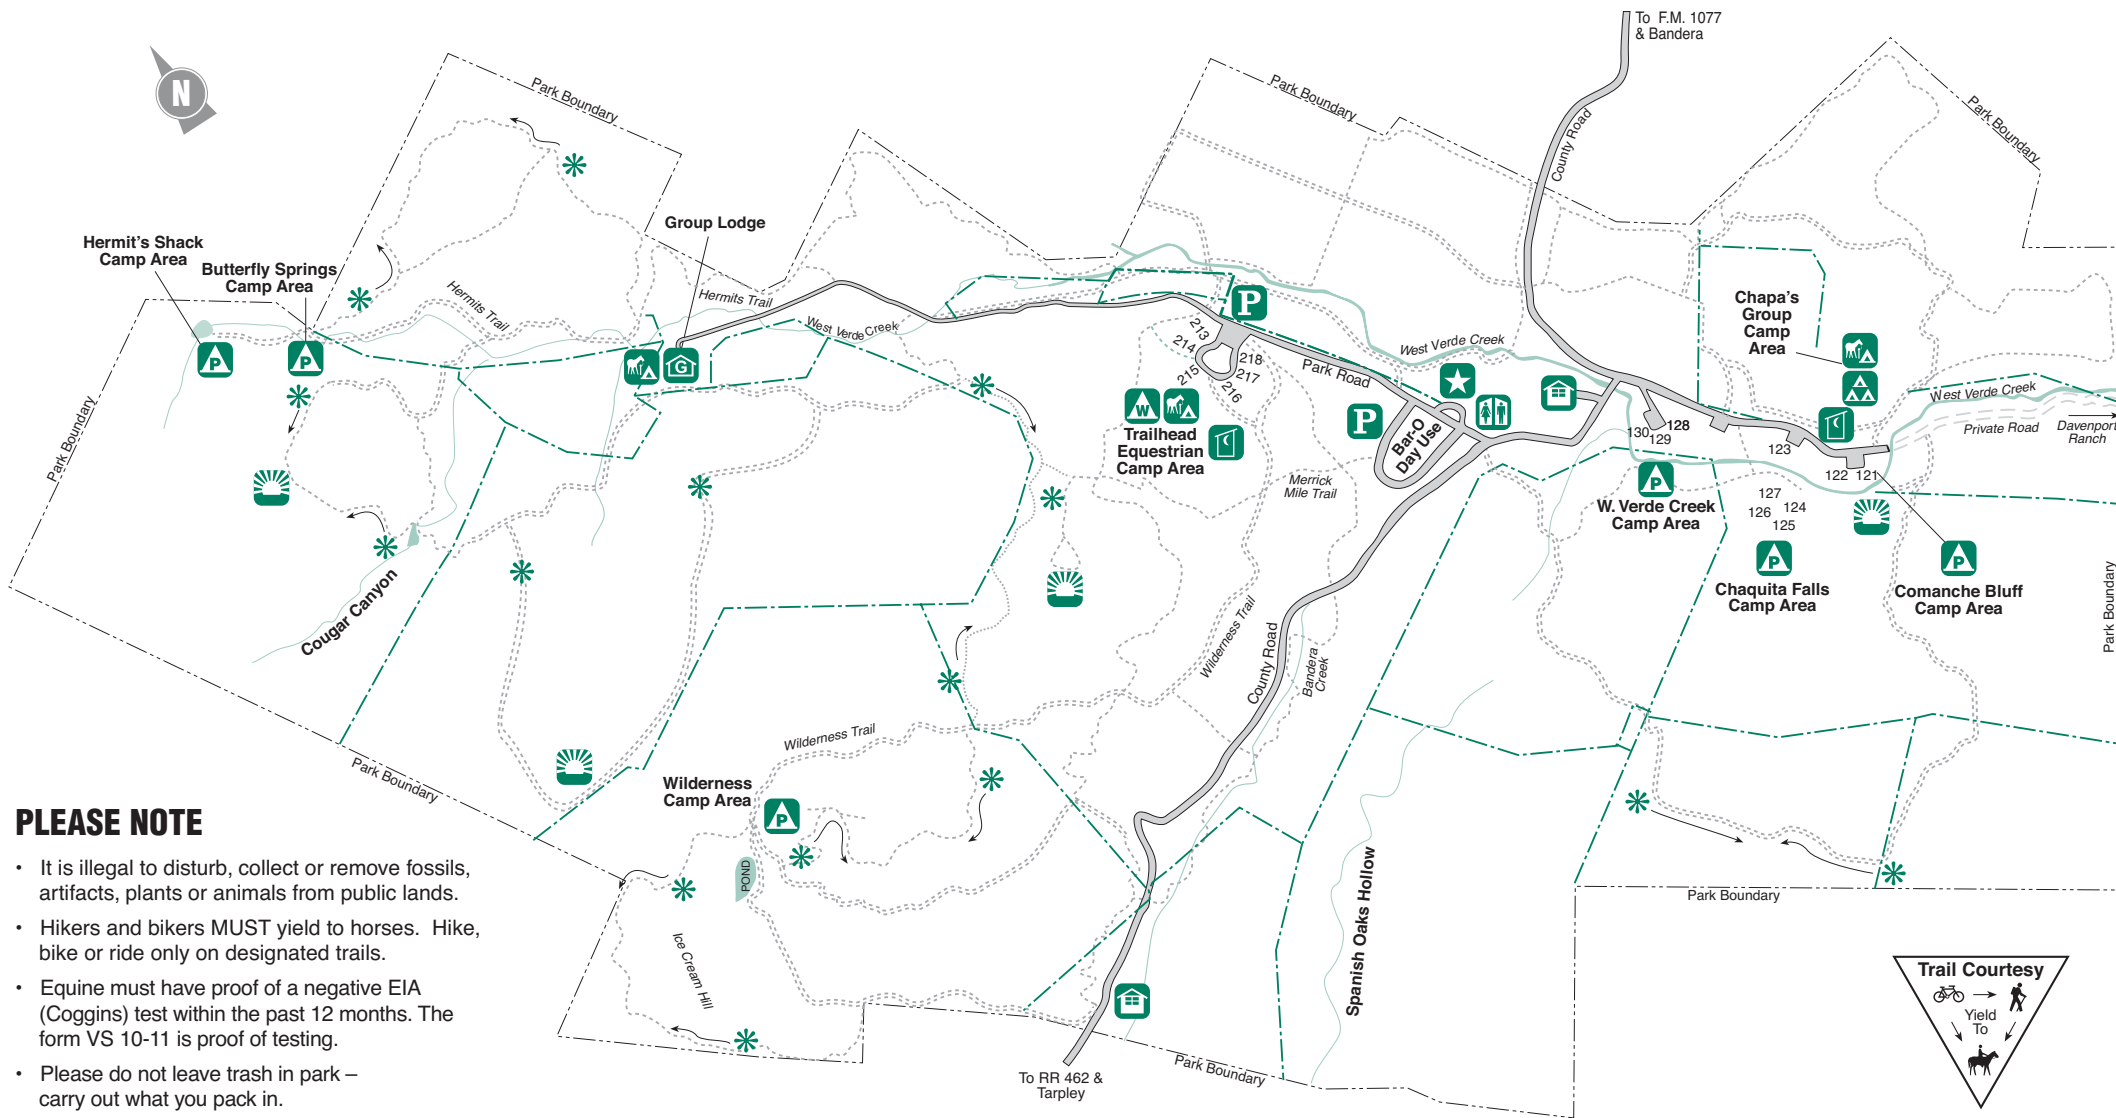 To F.M. 1077
& Bandera
N
Park Boundary
Park Boundary
Park Boundary
County Road
Group Lodge
Hermit's Shack
Camp Area
Butterfly Springs
Camp Area
Hermits Trail
Hermits Trail
West Verde Creek
G
P
P
P
213
214
215
216
217
218
Park Road
West Verde Creek
Chapa's
Group
Camp
Area
West Verde Creek
Private Road
Davenport
Ranch
W
Trailhead
Equestrian
Camp Area
P
Bar-O
Day Use
Merrick
Mile Trail
130
129
128
123
122
121
P
W. Verde Creek
Camp Area
127
126
124
125
P
Chaquita Falls
Camp Area
P
Comanche Bluff
Camp Area
Park Boundary
Park Boundary
Cougar Canyon
Wilderness Trail
County Road
Bandera
Creek
Wilderness Trail
Park Boundary
Wilderness
Camp Area
P
POND
Ice Cream Hill
Spanish Oaks Hollow
Park Boundary
Park Boundary
To RR 462 &
Tarpley
PLEASE NOTE
• It is illegal to disturb, collect or remove fossils,
artifacts, plants or animals from public lands.
• Hikers and bikers MUST yield to horses. Hike,
bike or ride only on designated trails.
• Equine must have proof of a negative EIA
(Coggins) test within the past 12 months. The
form VS 10-11 is proof of testing.
• Please do not leave trash in park –
carry out what you pack in.
Trail Courtesy
Yield
To